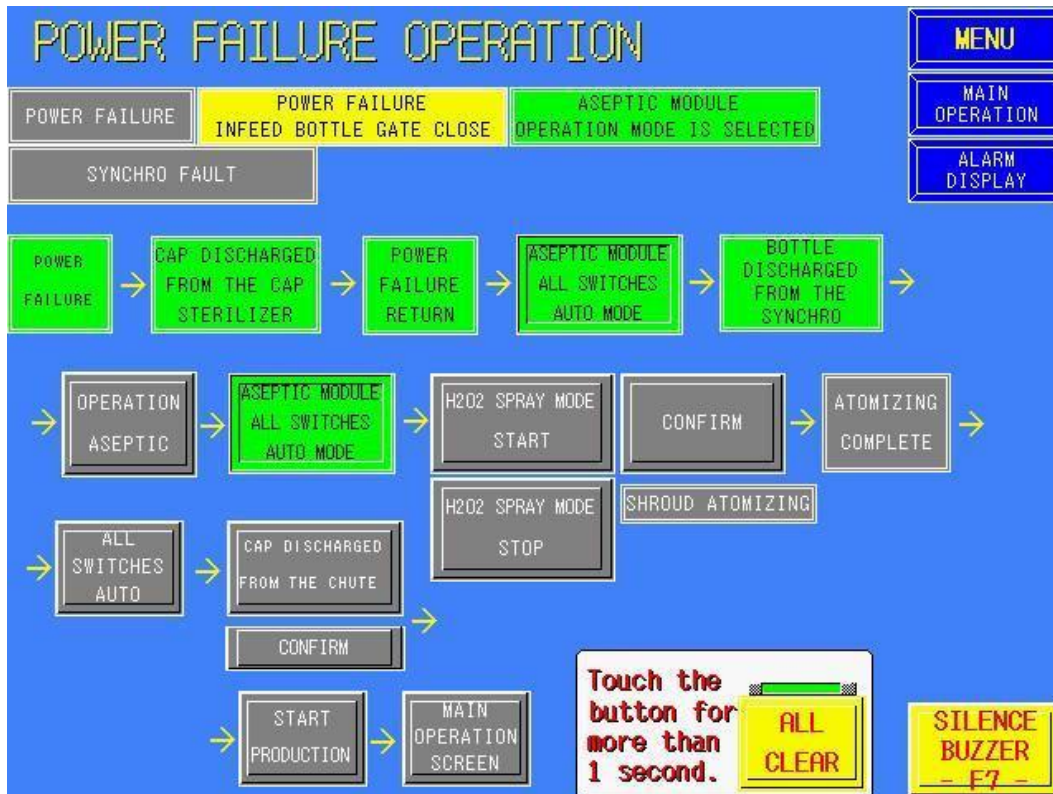 POWER FAILURE OPERATION
MENU
POWER FAILURE
POWER FAILURE
INFEED BOTTLE GATE CLOSE
ASEPTIC MODULE
OPERATION MODE IS SELECTED
MAIN
OPERATION
SYNCHRO FAULT
ALARM
DISPLAY
POWER
FAILURE
CAP DISCHARGED
FROM THE CAP
STERILIZER
POWER
FAILURE
RETURN
ASEPTIC MODULE
ALL SWITCHES
AUTO MODE
BOTTLE
DISCHARGED
FROM THE
SYNCHRO
OPERATION
ASEPTIC
ASEPTIC MODULE
ALL SWITCHES
AUTO MODE
H2O2 SPRAY MODE
START
CONFIRM
ATOMIZING
COMPLETE
H2O2 SPRAY MODE
STOP
SHROUD ATOMIZING
ALL
SWITCHES
AUTO
CAP DISCHARGED
FROM THE CHUTE
CONFIRM
START
PRODUCTION
MAIN
OPERATION
SCREEN
Touch the
button for
more than
1 second.
ALL
CLEAR
SILENCE
BUZZER
- F7 -